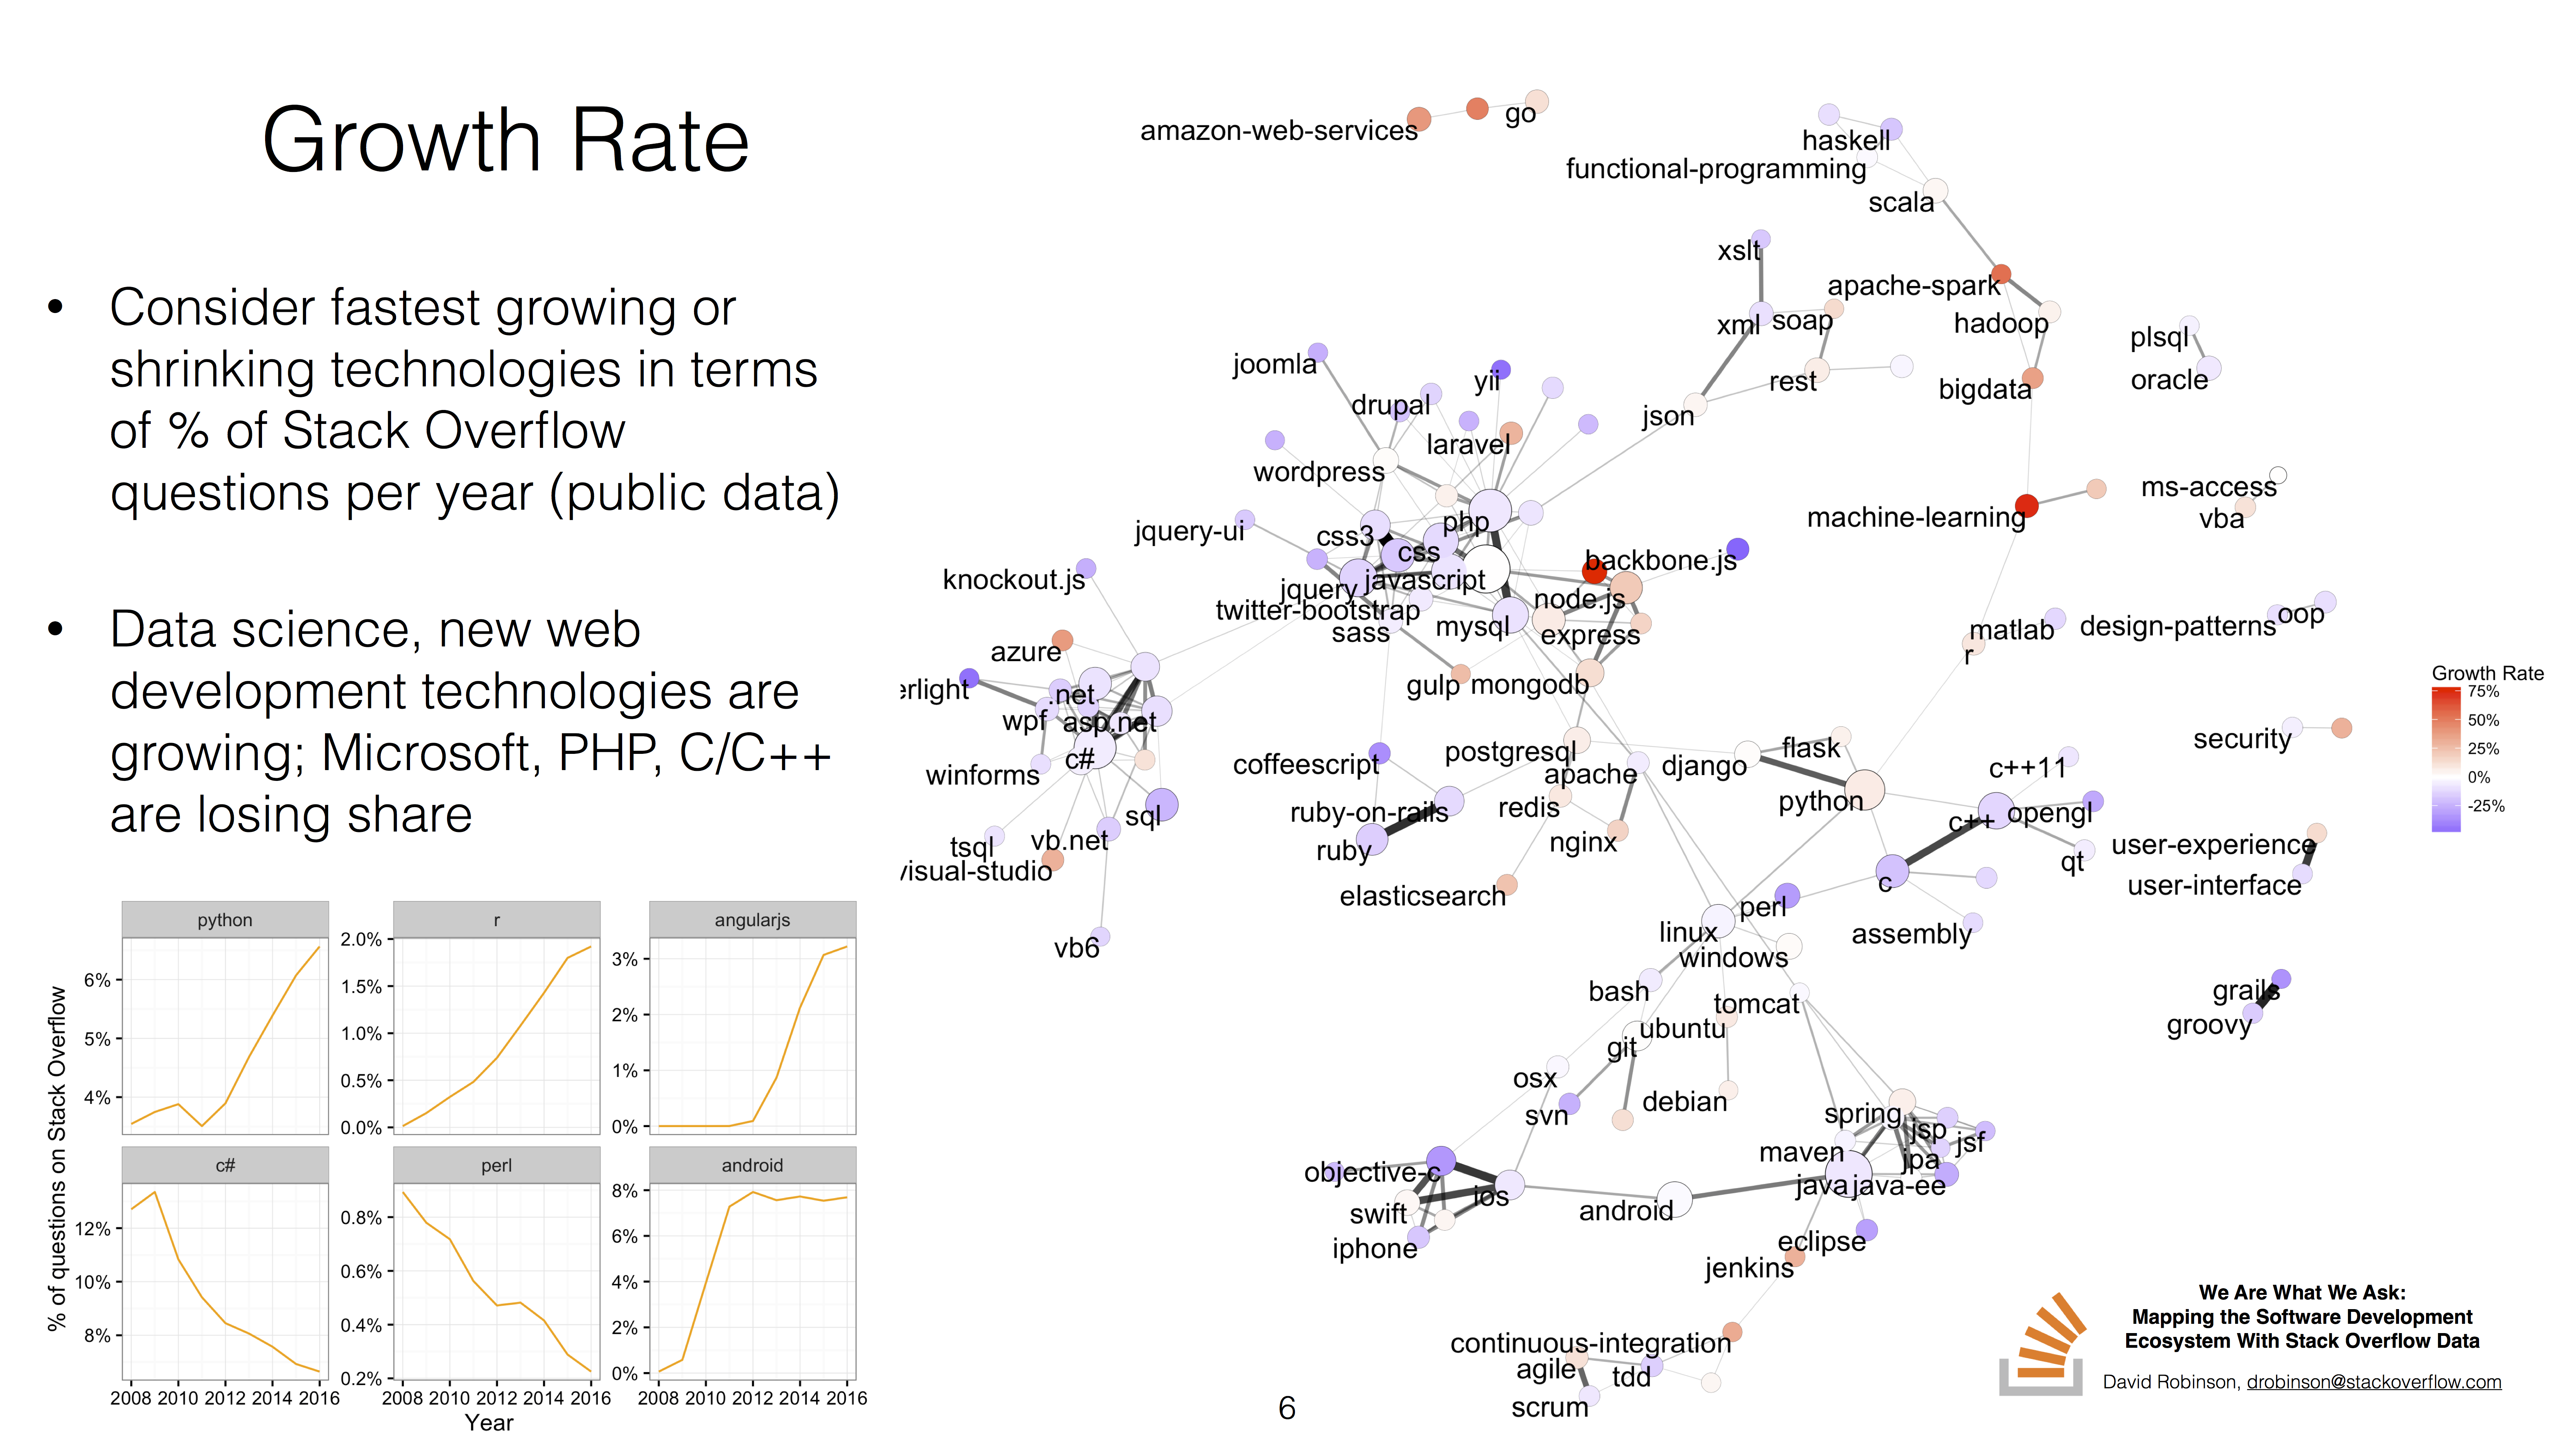 Growth Rate
• Consider fastest growing or
shrinking technologies in terms
of % of Stack Overflow
questions per year (public data)
• Data science, new web
development technologies are
growing; Microsoft, PHP, C/C++
are losing share
% of questions on Stack Overflow
python
6%
5%
4%
r
2.0%
1.5%
1.0%
0.5%
0.0%
angularjs
3%
2%
1%
0%
c#
12%
10%
8%
perl
0.8%
0.6%
0.4%
0.2%
android
8%
6%
4%
2%
0%
2008 2010 2012 2014 2016
2008 2010 2012 2014 2016
2008 2010 2012 2014 2016
Year
go
amazon-web-services
haskell
functional-programming
scala
xslt
apache-spark
xml
soap
hadoop
plsql
oracle
joomla
yii
rest
bigdata
drupal
json
laravel
wordpress
ms-access
vba
machine-learning
jquery-ui
css3
php
css
backbone.js
knockout.js
jquery
javascript
node.js
twitter-bootstrap
sass
mysql
express
matlab
design-patterns
oop
r
azure
erlight
.net
gulp
mongodb
wpf
asp.net
security
c#
postgresql
flask
winforms
coffeescript
apache
django
c++11
python
ruby-on-rails
redis
sql
c++
opengl
tsql
vb.net
ruby
nginx
user-experience
qt
visual-studio
user-interface
c
elasticsearch
perl
linux
assembly
vb6
windows
bash
tomcat
grails
groovy
ubuntu
git
osx
svn
debian
spring
jsp
jsf
maven
jpa
objective-c
java
java-ee
ios
swift
android
iphone
eclipse
jenkins
continuous-integration
agile
tdd
scrum
Growth Rate
75%
50%
25%
0%
-25%
We Are What We Ask:
Mapping the Software Development
Ecosystem With Stack Overflow Data
David Robinson, drobinson@stackoverflow.com
6